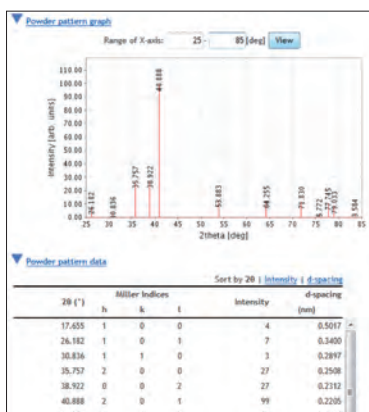 Powder pattern graph
Range of X-axis: 25 - 85 [deg] View
Intensity [arb. units]
110.00
100.00
90.00
80.00
70.00
60.00
50.00
40.00
30.00
20.00
10.00
0.00
26.182
30.836
35.757
38.922
40.888
53.883
64.255
71.830
77.745
79.033
25 30 35 40 45 50 55 60 65 70 75 80 85
2theta [deg]
Powder pattern data
Sort by 2θ | Intensity | d-spacing
2θ (°) Miller Indices Intensity d-spacing
h k l (nm)
17.655 1 0 0 4 0.5017
26.182 1 0 1 7 0.3400
30.836 1 1 0 3 0.2897
35.757 2 0 0 27 0.2508
38.922 0 0 2 27 0.2312
40.888 2 0 1 99 0.2205